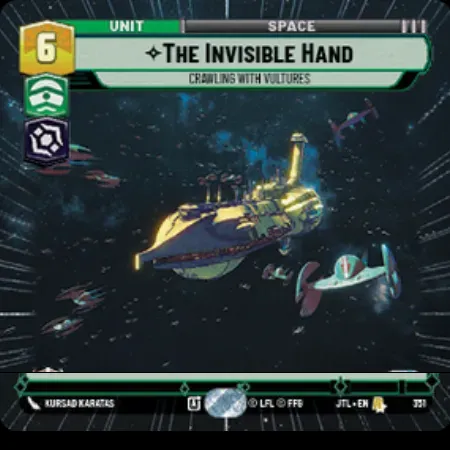 UNIT
SPACE
6
THE INVISIBLE HAND
CRAWLING WITH VULTURES
KURSAD KARATAS
LFL
FFG
JTL • EN
351